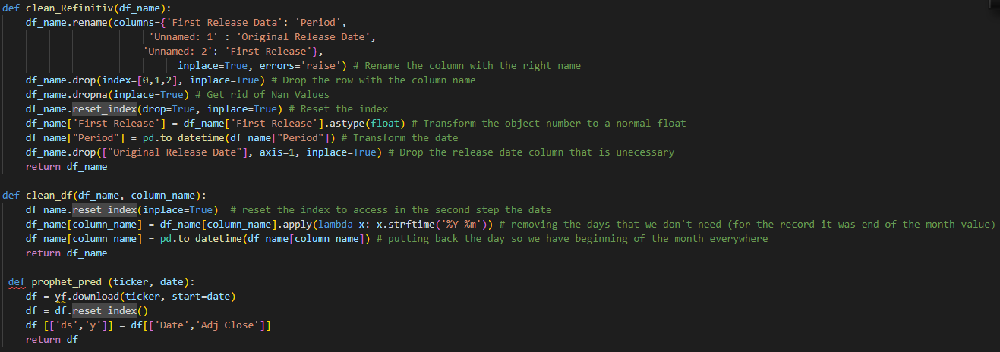 def clean_Refinitiv(df_name):
    df_name.rename(columns={'First Release Data': 'Period',
                         'Unnamed: 1' : 'Original Release Date',
                        'Unnamed: 2': 'First Release'},
                              inplace=True, errors='raise') # Rename the column with the right name
    df_name.drop(index=[0,1,2], inplace=True) # Drop the row with the column name
    df_name.dropna(inplace=True) # Get rid of Nan Values
    df_name.reset_index(drop=True, inplace=True) # Reset the index
    df_name['First Release'] = df_name['First Release'].astype(float) # Transform the object number to a normal float
    df_name["Period"] = pd.to_datetime(df_name["Period"]) # Transform the date
    df_name.drop(["Original Release Date"], axis=1, inplace=True) # Drop the release date column that is unecessary
    return df_name

def clean_df(df_name, column_name):
    df_name.reset_index(inplace=True)  # reset the index to access in the second step the date
    df_name[column_name] = df_name[column_name].apply(lambda x: x.strftime('%Y-%m')) # removing the days that we don't need (for the record it was end of the month value)
    df_name[column_name] = pd.to_datetime(df_name[column_name]) # putting back the day so we have beginning of the month everywhere
    return df_name

 def prophet_pred (ticker, date):
    df = yf.download(ticker, start=date)
    df = df.reset_index()
    df [['ds','y']] = df[['Date','Adj Close']]
    return df